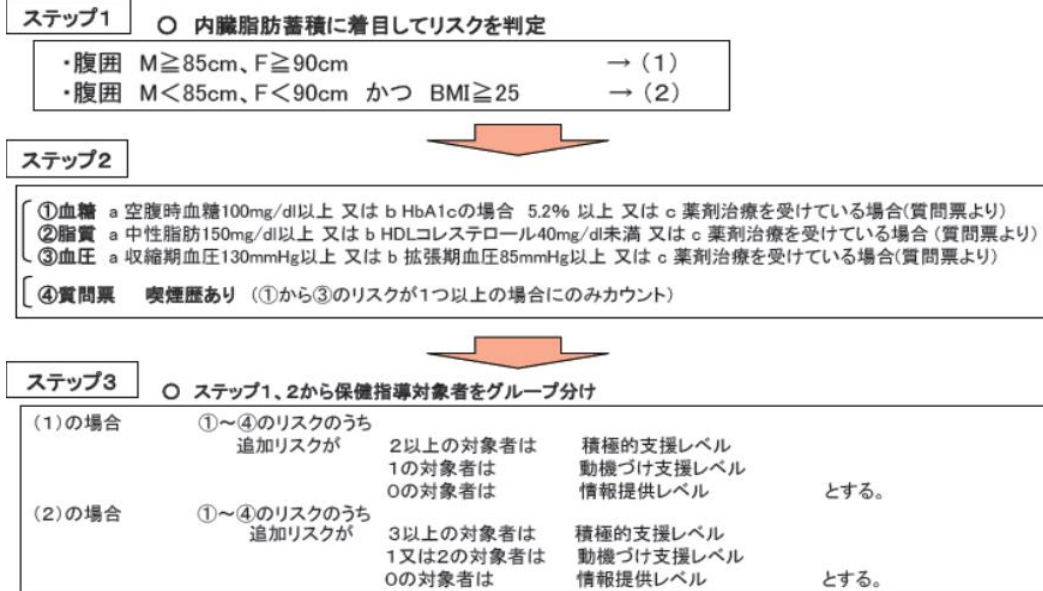 ステップ1
○ 内臓脂肪蓄積に着目してリスクを判定
・腹囲 M≧85cm、F≧90cm → (1)
・腹囲 M<85cm、F<90cm かつ BMI≧25 → (2)
ステップ2
①血糖 a 空腹時血糖100mg/dl以上 又は b HbA1cの場合 5.2% 以上 又は c 薬剤治療を受けている場合(質問票より)
②脂質 a 中性脂肪150mg/dl以上 又は b HDLコレステロール40mg/dl未満 又は c 薬剤治療を受けている場合 (質問票より)
③血圧 a 収縮期血圧130mmHg以上 又は b 拡張期血圧85mmHg以上 又は c 薬剤治療を受けている場合(質問票より)
④質問票 喫煙歴あり (①から③のリスクが1つ以上の場合にのみカウント)
ステップ3
○ ステップ1、2から保健指導対象者をグループ分け
(1)の場合 ①~④のリスクのうち
追加リスクが 2以上の対象者は 積極的支援レベル
1の対象者は 動機づけ支援レベル
0の対象者は 情報提供レベル とする。
(2)の場合 ①~④のリスクのうち
追加リスクが 3以上の対象者は 積極的支援レベル
1又は2の対象者は 動機づけ支援レベル
0の対象者は 情報提供レベル とする。